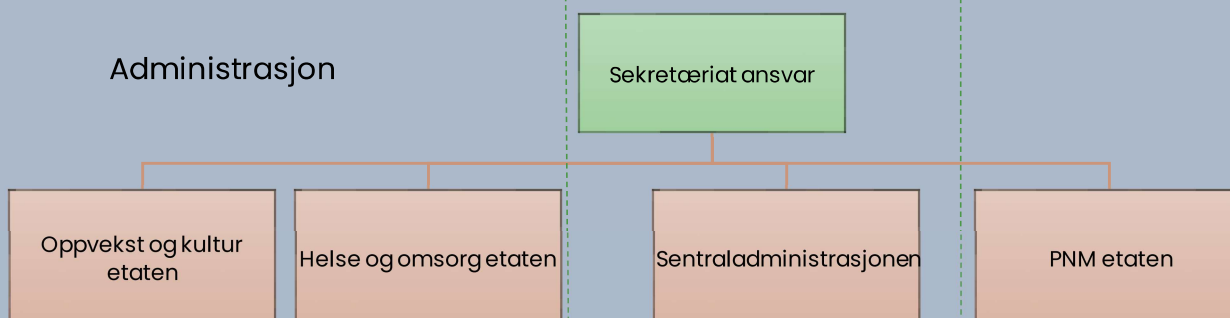 Administrasjon
Sekretæriat ansvar
Oppvekst og kultur
etaten
Helse og omsorg etaten
Sentraladministrasjonen
PNM etaten